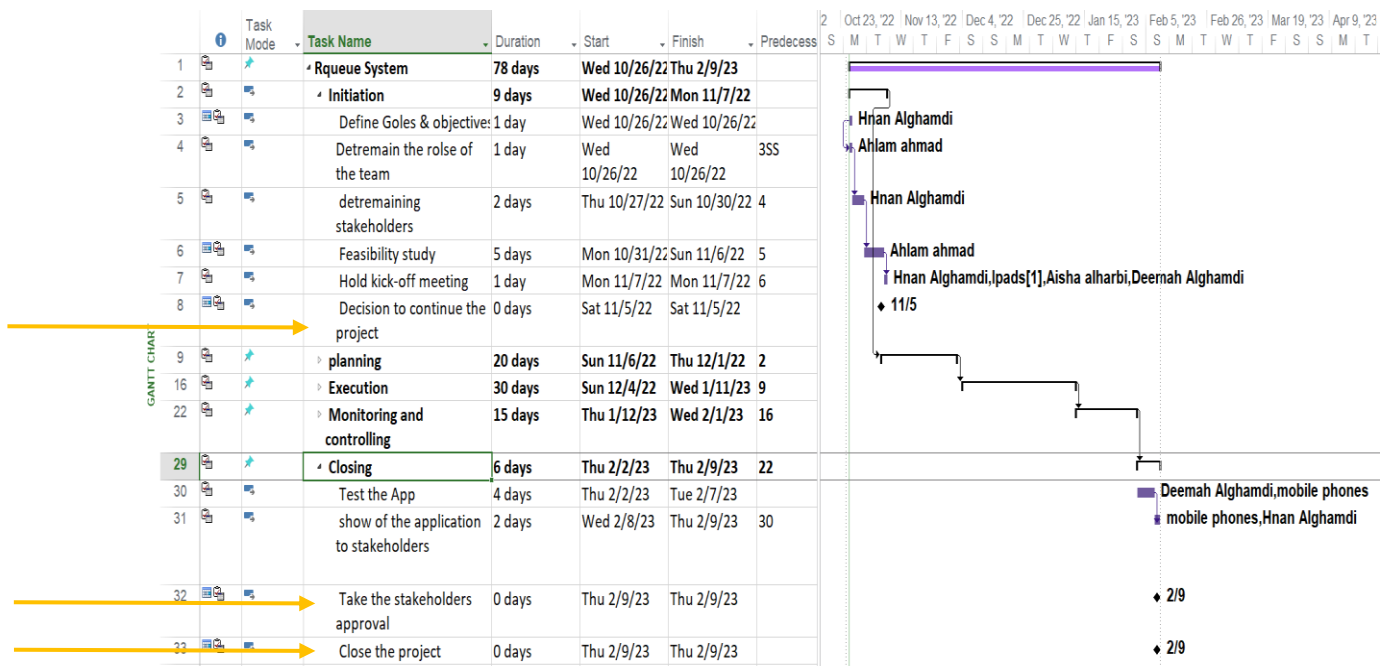 Task Mode Task Name Duration Start Finish Predecess
2 Oct 23, '22 Nov 13, '22 Dec 4, '22 Dec 25, '22 Jan 15, '23 Feb 5, '23 Feb 26, '23 Mar 19, '23 Apr 9, '23
S M T W T F S S M T W T F S S M T W T F S S M T
1 Rqueue System 78 days Wed 10/26/22 Thu 2/9/23
2 Initiation 9 days Wed 10/26/22 Mon 11/7/22
3 Define Goles & objectives 1 day Wed 10/26/22 Wed 10/26/22 Hnan Alghamdi
4 Detremain the rolse of 1 day Wed Wed 3SS Ahlam ahmad
the team 10/26/22 10/26/22
5 detremaining 2 days Thu 10/27/22 Sun 10/30/22 4 Hnan Alghamdi
stakeholders
6 Feasibility study 5 days Mon 10/31/22 Sun 11/6/22 5 Ahlam ahmad
7 Hold kick-off meeting 1 day Mon 11/7/22 Mon 11/7/22 6 Hnan Alghamdi,Ipads[1],Aisha alharbi,Deemah Alghamdi
8 Decision to continue the 0 days Sat 11/5/22 Sat 11/5/22 11/5
project
GANTT CHART
9 planning 20 days Sun 11/6/22 Thu 12/1/22 2
16 Execution 30 days Sun 12/4/22 Wed 1/11/23 9
22 Monitoring and 15 days Thu 1/12/23 Wed 2/1/23 16
controlling
29 Closing 6 days Thu 2/2/23 Thu 2/9/23 22
30 Test the App 4 days Thu 2/2/23 Tue 2/7/23 Deemah Alghamdi,mobile phones
31 show of the application 2 days Wed 2/8/23 Thu 2/9/23 30 mobile phones,Hnan Alghamdi
to stakeholders
32 Take the stakeholders 0 days Thu 2/9/23 Thu 2/9/23 2/9
approval
33 Close the project 0 days Thu 2/9/23 Thu 2/9/23 2/9